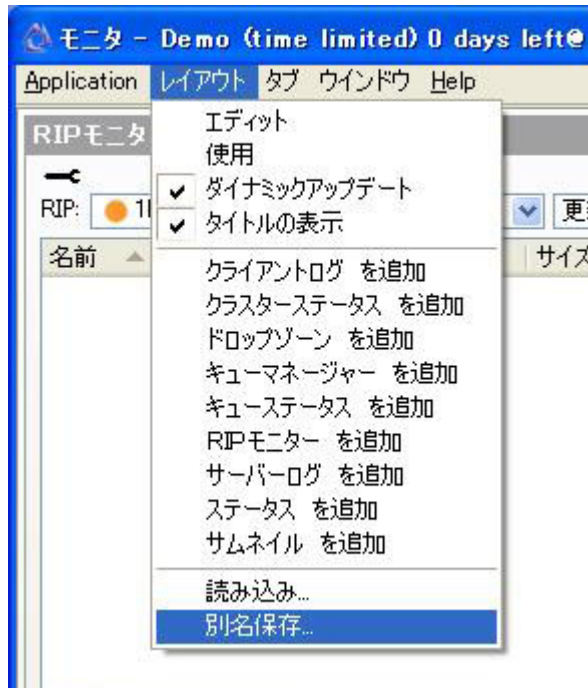 モニタ - Demo (time limited) 0 days left@
Application レイアウト タブ ウインドウ Help
RIPモニタ
エディット
使用
ダイナミックアップデート
タイトルの表示
RIP:
名前
サイズ
クライアントログ を追加
クラスターステータス を追加
ドロップゾーン を追加
キューマネージャー を追加
キューステータス を追加
RIPモニター を追加
サーバーログ を追加
ステータス を追加
サムネイル を追加
読み込み...
別名保存...